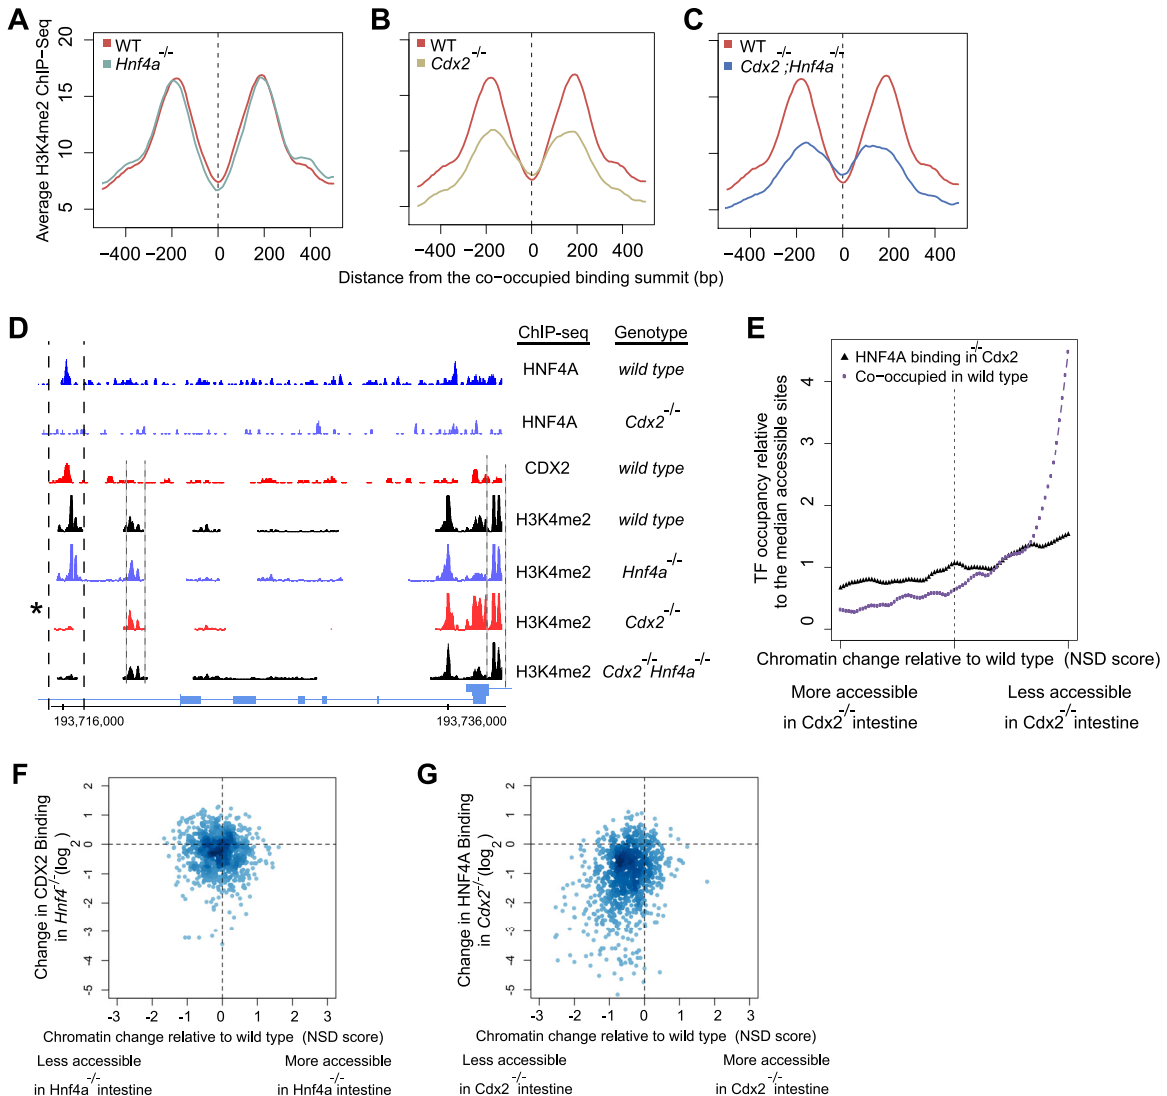 A
B
C
Average H3K4me2 ChIP−Seq
20
15
10
5
WT
Hnf4a-/-
WT
Cdx2-/-
WT
Cdx2-/-;Hnf4a-/-
−400 −200 0 200 400
−400 −200 0 200 400
−400 −200 0 200 400
Distance from the co-occupied binding summit (bp)
D
ChIP-seq Genotype
HNF4A wild type
HNF4A Cdx2-/-
CDX2 wild type
H3K4me2 wild type
H3K4me2 Hnf4a-/-
* H3K4me2 Cdx2-/-
H3K4me2 Cdx2-/-Hnf4a-/-
193,716,000 193,736,000
E
HNF4A binding in Cdx2-/-
Co−occupied in wild type
TF occupancy relative
to the median accessible sites
4
3
2
1
0
Chromatin change relative to wild type (NSD score)
More accessible
in Cdx2-/- intestine
Less accessible
in Cdx2-/- intestine
F
Change in CDX2 Binding
in Hnf4-/-(log2)
2
1
0
-1
-2
-3
-4
-5
-3 -2 -1 0 1 2 3
Chromatin change relative to wild type (NSD score)
Less accessible
in Hnf4a-/- intestine
More accessible
in Hnf4a-/- intestine
G
Change in HNF4A Binding
in Cdx2-/-(log2)
2
1
0
-1
-2
-3
-4
-5
-3 -2 -1 0 1 2 3
Chromatin change relative to wild type (NSD score)
Less accessible
in Cdx2-/- intestine
More accessible
in Cdx2-/- intestine